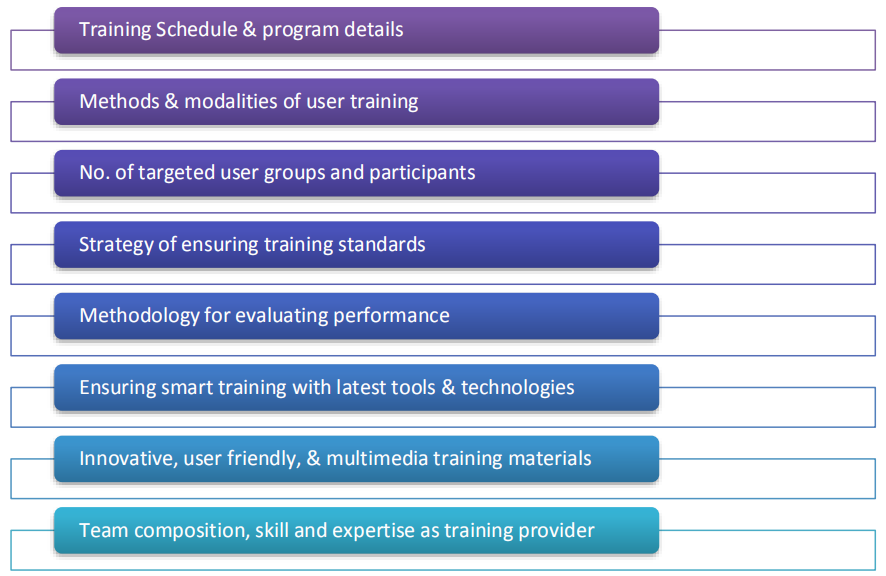 Training Schedule & program details
Methods & modalities of user training
No. of targeted user groups and participants
Strategy of ensuring training standards
Methodology for evaluating performance
Ensuring smart training with latest tools & technologies
Innovative, user friendly, & multimedia training materials
Team composition, skill and expertise as training provider